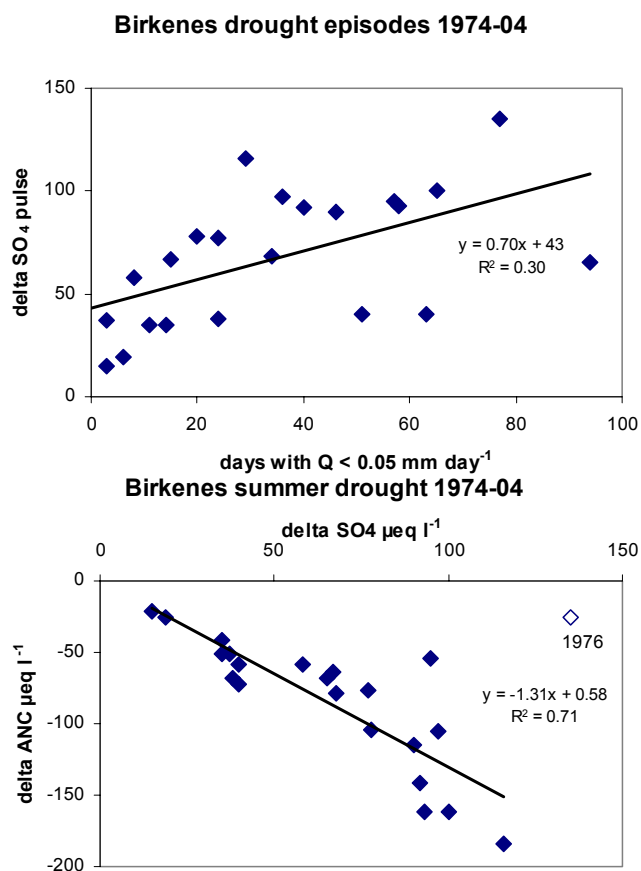 Birkenes drought episodes 1974-04
150
100
50
0
delta SO₄ pulse
y = 0.70x + 43
R² = 0.30
0 20 40 60 80 100
days with Q < 0.05 mm day⁻¹
Birkenes summer drought 1974-04
delta SO4 µeq l⁻¹
0 50 100 150
0
-50
-100
-150
-200
delta ANC µeq l⁻¹
1976
y = -1.31x + 0.58
R² = 0.71